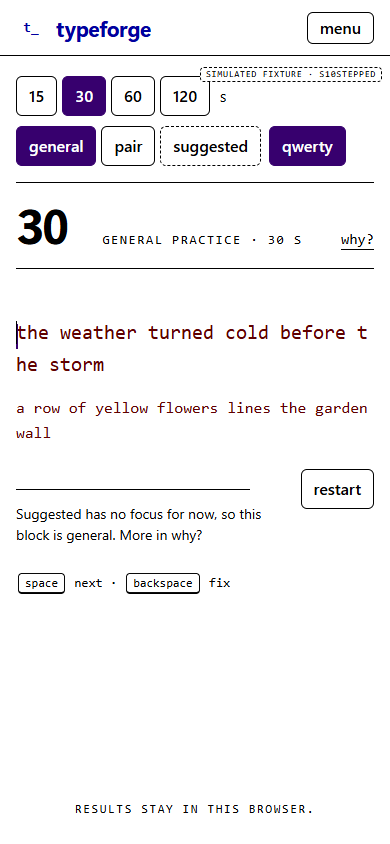 t_ typeforge menu
SIMULATED FIXTURE · S10STEPPED
15 30 60 120 s
general pair suggested qwerty
30 GENERAL PRACTICE · 30 S why?
the weather turned cold before t
he storm
a row of yellow flowers lines the garden
wall
restart
Suggested has no focus for now, so this
block is general. More in why?
space next · backspace fix
RESULTS STAY IN THIS BROWSER.